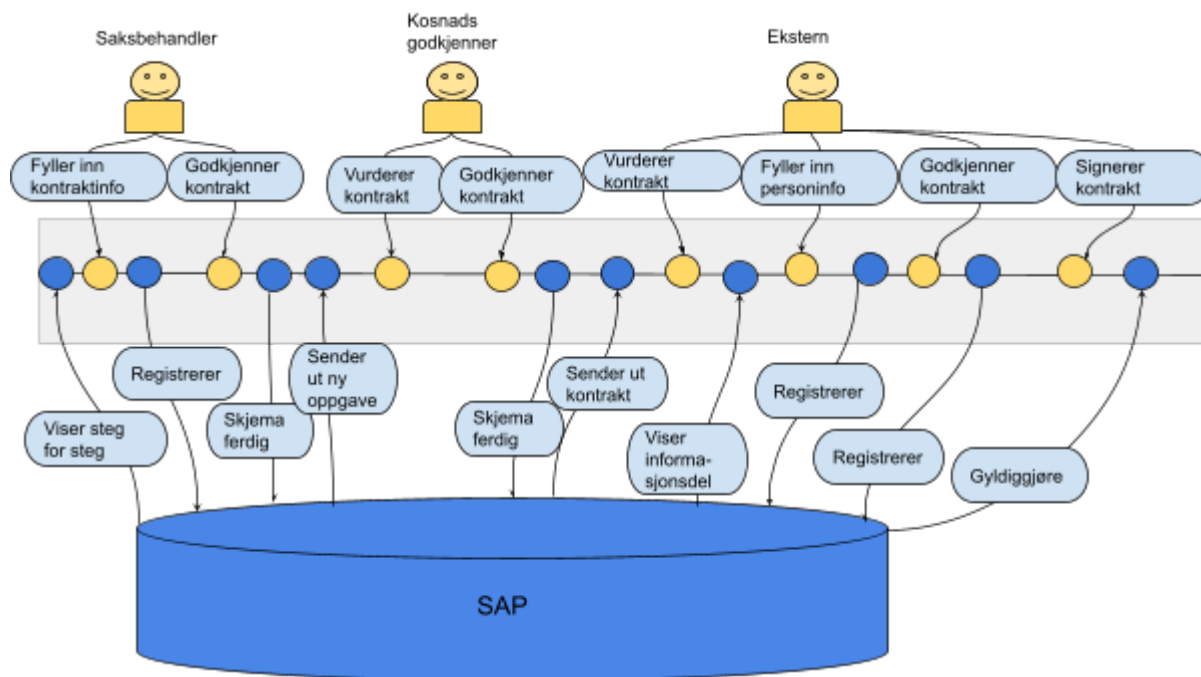 Saksbehandler
Kosnads
godkjenner
Ekstern
Fyller inn
kontraktinfo
Godkjenner
kontrakt
Vurderer
kontrakt
Godkjenner
kontrakt
Vurderer
kontrakt
Fyller inn
personinfo
Godkjenner
kontrakt
Signerer
kontrakt
Viser steg
for steg
Registrerer
Skjema
ferdig
Sender
ut ny
oppgave
Skjema
ferdig
Sender ut
kontrakt
Viser
informa-
sjonsdel
Registrerer
Registrerer
Gyldiggjøre
SAP